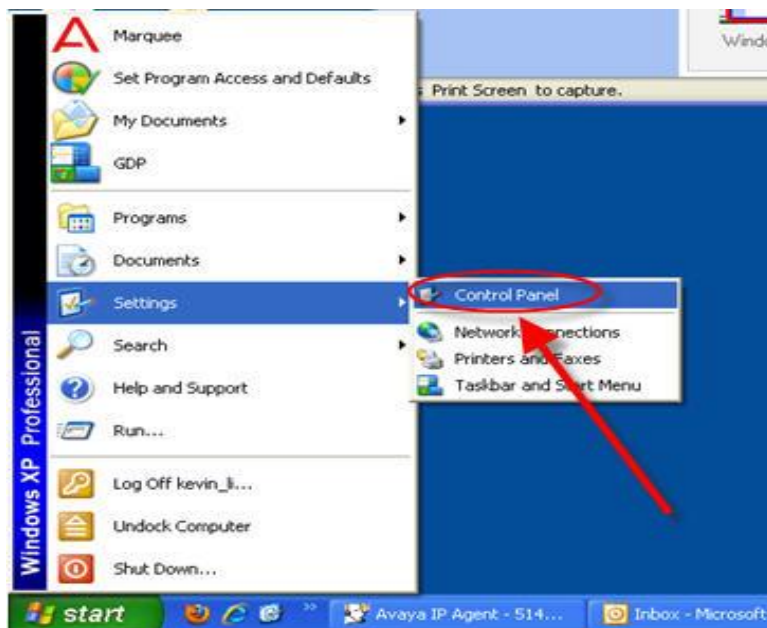 Marquee
Set Program Access and Defaults
My Documents
GDP
Programs
Documents
Settings
Search
Help and Support
Run...
Log Off kevin_li...
Undock Computer
Shut Down...
Windows XP Professional
Print Screen to capture.
Control Panel
Network Connections
Printers and Faxes
Taskbar and Start Menu
start
Avaya IP Agent - 514...
Inbox - Microsoft